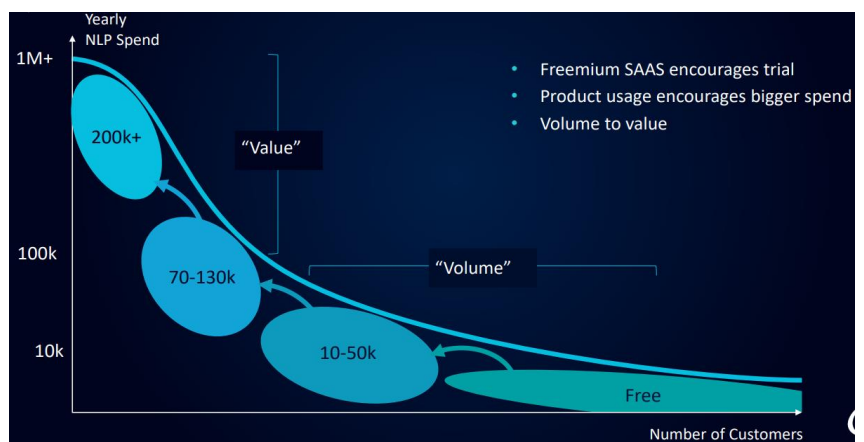 Yearly
NLP Spend
1M+
• Freemium SAAS encourages trial
• Product usage encourages bigger spend
• Volume to value
200k+
“Value”
100k
70-130k
“Volume”
10k
10-50k
Free
Number of Customers